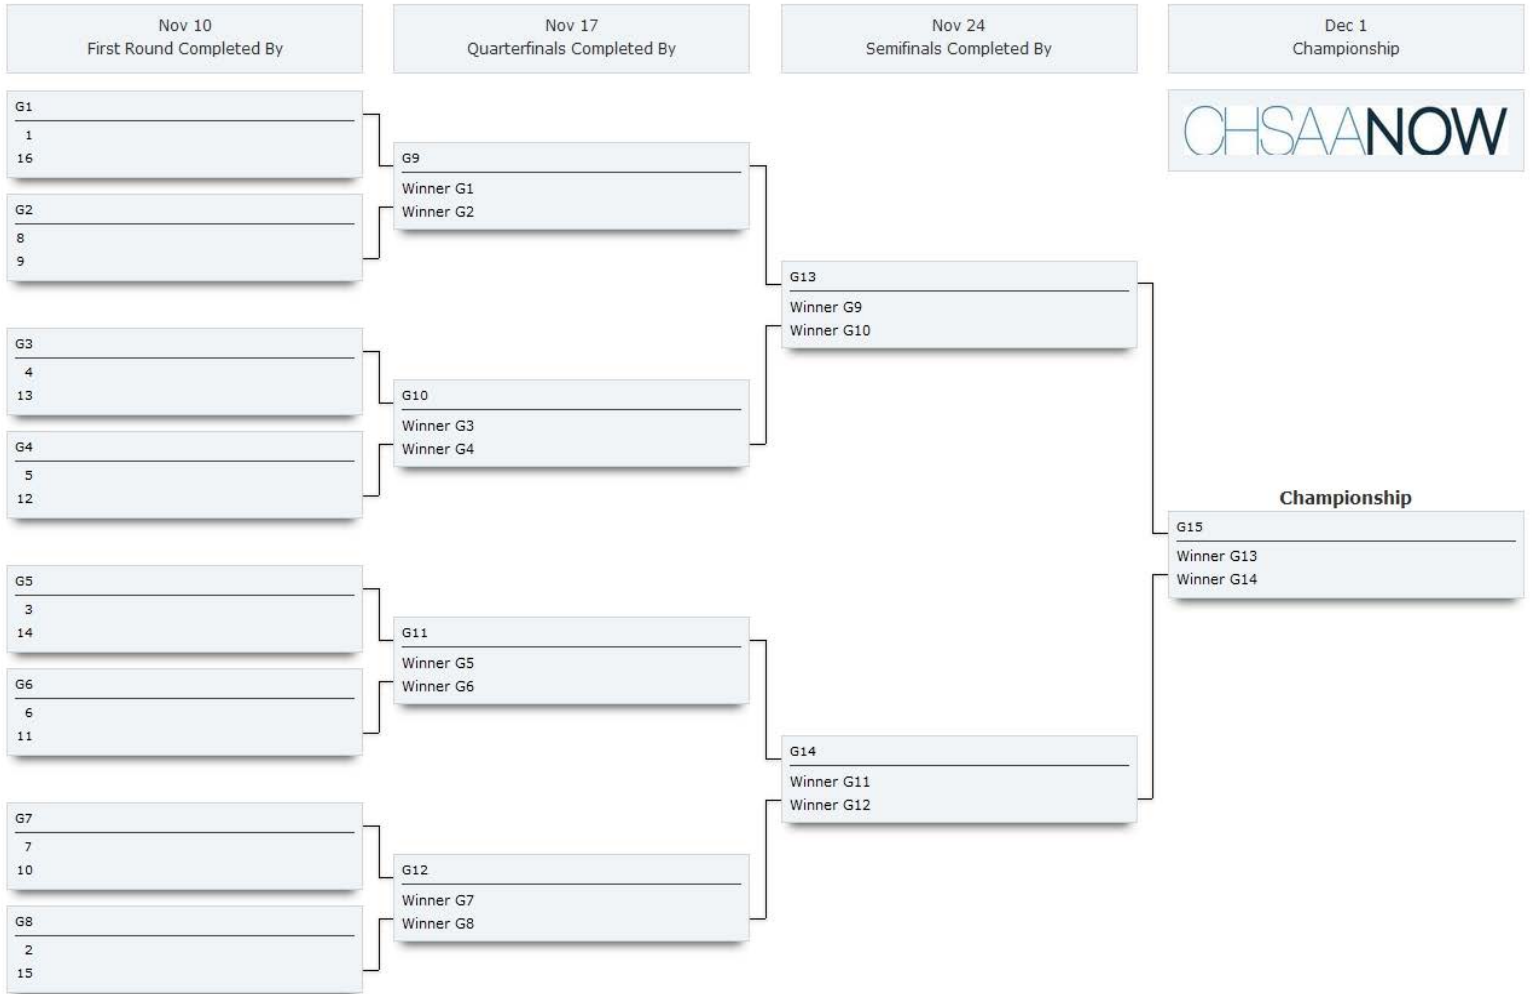 Nov 10
First Round Completed By
Nov 17
Quarterfinals Completed By
Nov 24
Semifinals Completed By
Dec 1
Championship
CHSAANOW
G1
1
16
G2
8
9
G3
4
13
G4
5
12
G5
3
14
G6
6
11
G7
7
10
G8
2
15
G9
Winner G1
Winner G2
G10
Winner G3
Winner G4
G11
Winner G5
Winner G6
G12
Winner G7
Winner G8
G13
Winner G9
Winner G10
G14
Winner G11
Winner G12
Championship
G15
Winner G13
Winner G14